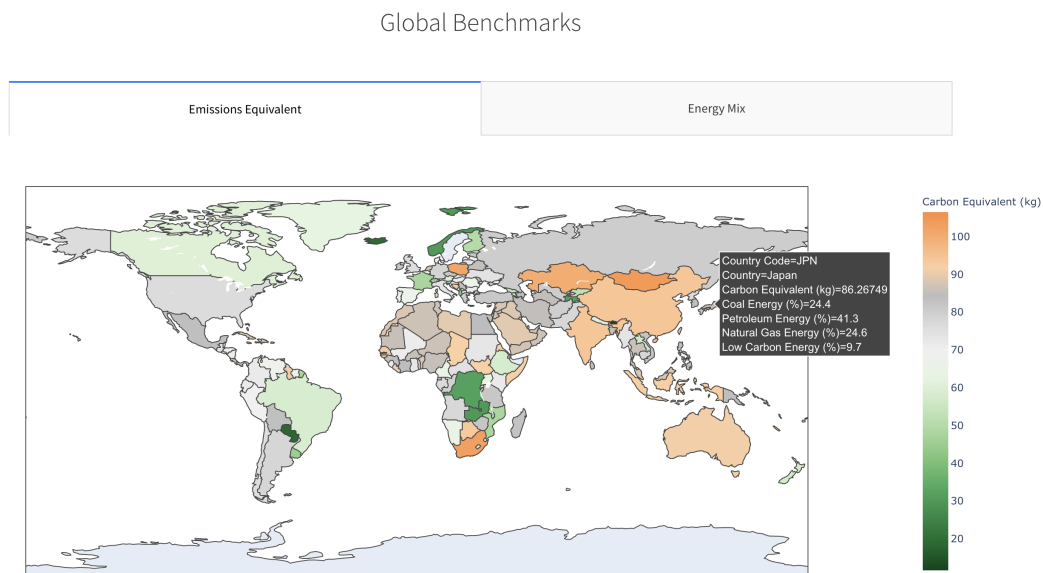 Global Benchmarks
Emissions Equivalent
Energy Mix
Carbon Equivalent (kg)
100
90
80
70
60
50
40
30
20
Country Code=JPN
Country=Japan
Carbon Equivalent (kg)=86.26749
Coal Energy (%)=24.4
Petroleum Energy (%)=41.3
Natural Gas Energy (%)=24.6
Low Carbon Energy (%)=9.7